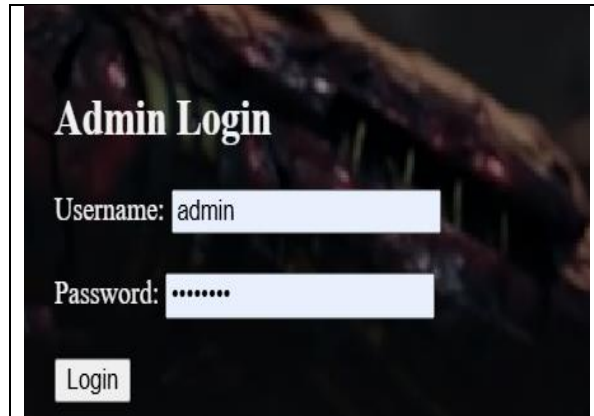 Admin Login
Username: admin
Password: ••••••••
Login